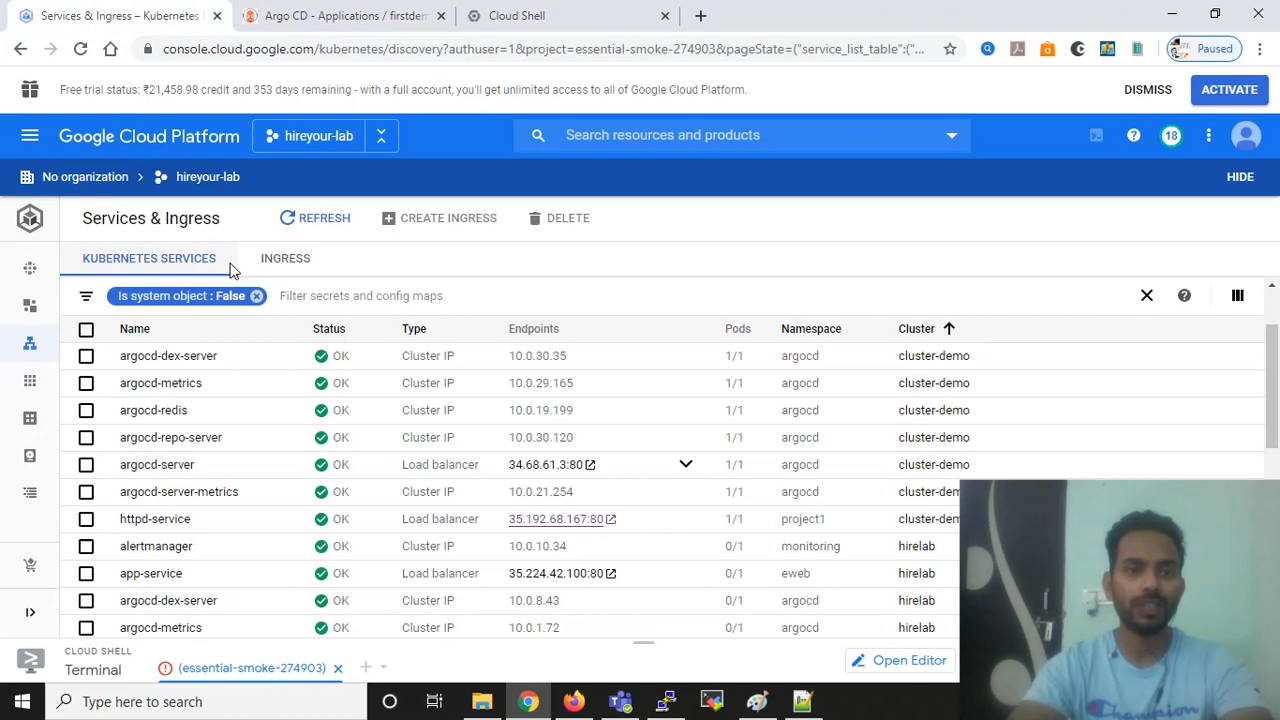 Services & Ingress – Kubernetes
Argo CD - Applications / firstdem
Cloud Shell
console.cloud.google.com/kubernetes/discovery?authuser=1&project=essential-smoke-274903&pageState=("service_list_table":("...
Paused
Free trial status: ₹21,458.98 credit and 353 days remaining - with a full account, you'll get unlimited access to all of Google Cloud Platform.
DISMISS
ACTIVATE
Google Cloud Platform
hireyour-lab
Search resources and products
18
No organization
hireyour-lab
HIDE
Services & Ingress
REFRESH
CREATE INGRESS
DELETE
KUBERNETES SERVICES
INGRESS
Is system object : False
Filter secrets and config maps
Name Status Type Endpoints Pods Namespace Cluster
argocd-dex-server OK Cluster IP 10.0.30.35 1/1 argocd cluster-demo
argocd-metrics OK Cluster IP 10.0.29.165 1/1 argocd cluster-demo
argocd-redis OK Cluster IP 10.0.19.199 1/1 argocd cluster-demo
argocd-repo-server OK Cluster IP 10.0.30.120 1/1 argocd cluster-demo
argocd-server OK Load balancer 34.68.61.3:80 1/1 argocd cluster-demo
argocd-server-metrics OK Cluster IP 10.0.21.254 1/1 argocd cluster-dem
httpd-service OK Load balancer 35.192.68.167:80 1/1 project1 cluster-dem
alertmanager OK Cluster IP 10.0.10.34 0/1 monitoring hirelab
app-service OK Load balancer 35.224.42.100:80 0/1 eweb hirelab
argocd-dex-server OK Cluster IP 10.0.8.43 0/1 argocd hirelab
argocd-metrics OK Cluster IP 10.0.1.72 0/1 argocd hirelab
CLOUD SHELL
Terminal
(essential-smoke-274903)
Open Editor
Type here to search
Champion